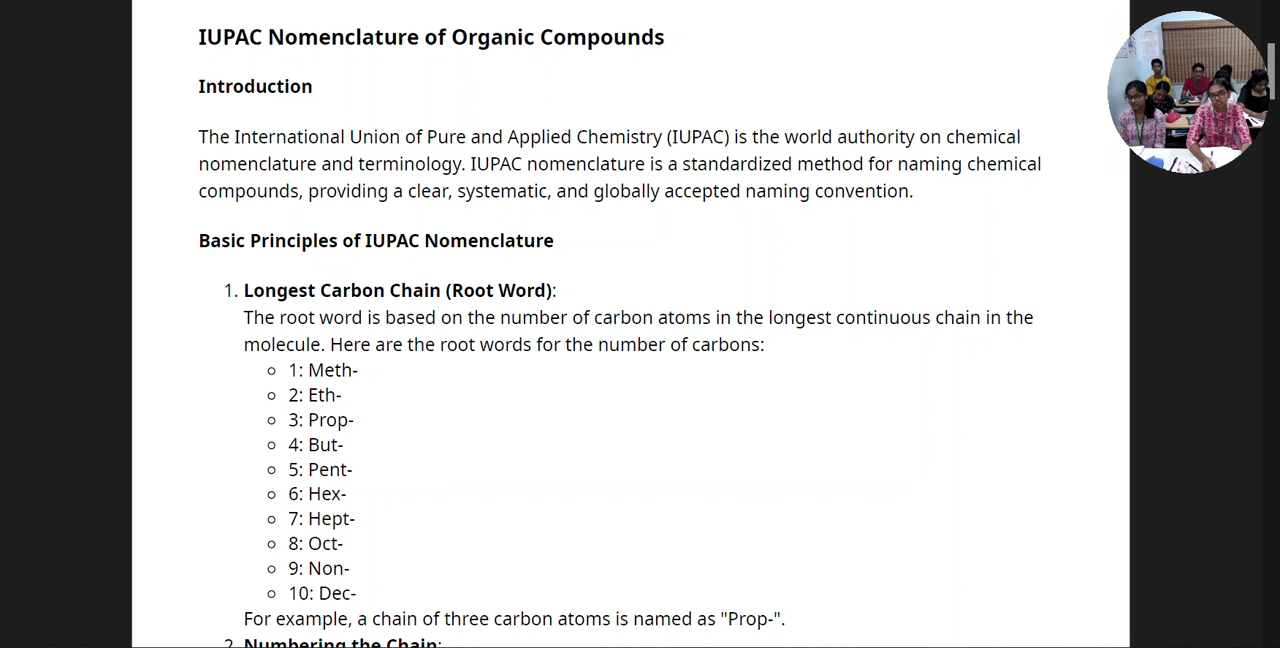 IUPAC Nomenclature of Organic Compounds
Introduction
The International Union of Pure and Applied Chemistry (IUPAC) is the world authority on chemical
nomenclature and terminology. IUPAC nomenclature is a standardized method for naming chemical
compounds, providing a clear, systematic, and globally accepted naming convention.
Basic Principles of IUPAC Nomenclature
1. Longest Carbon Chain (Root Word):
The root word is based on the number of carbon atoms in the longest continuous chain in the
molecule. Here are the root words for the number of carbons:
○ 1: Meth-
○ 2: Eth-
○ 3: Prop-
○ 4: But-
○ 5: Pent-
○ 6: Hex-
○ 7: Hept-
○ 8: Oct-
○ 9: Non-
○ 10: Dec-
For example, a chain of three carbon atoms is named as "Prop-".
2. Numbering the Chain: